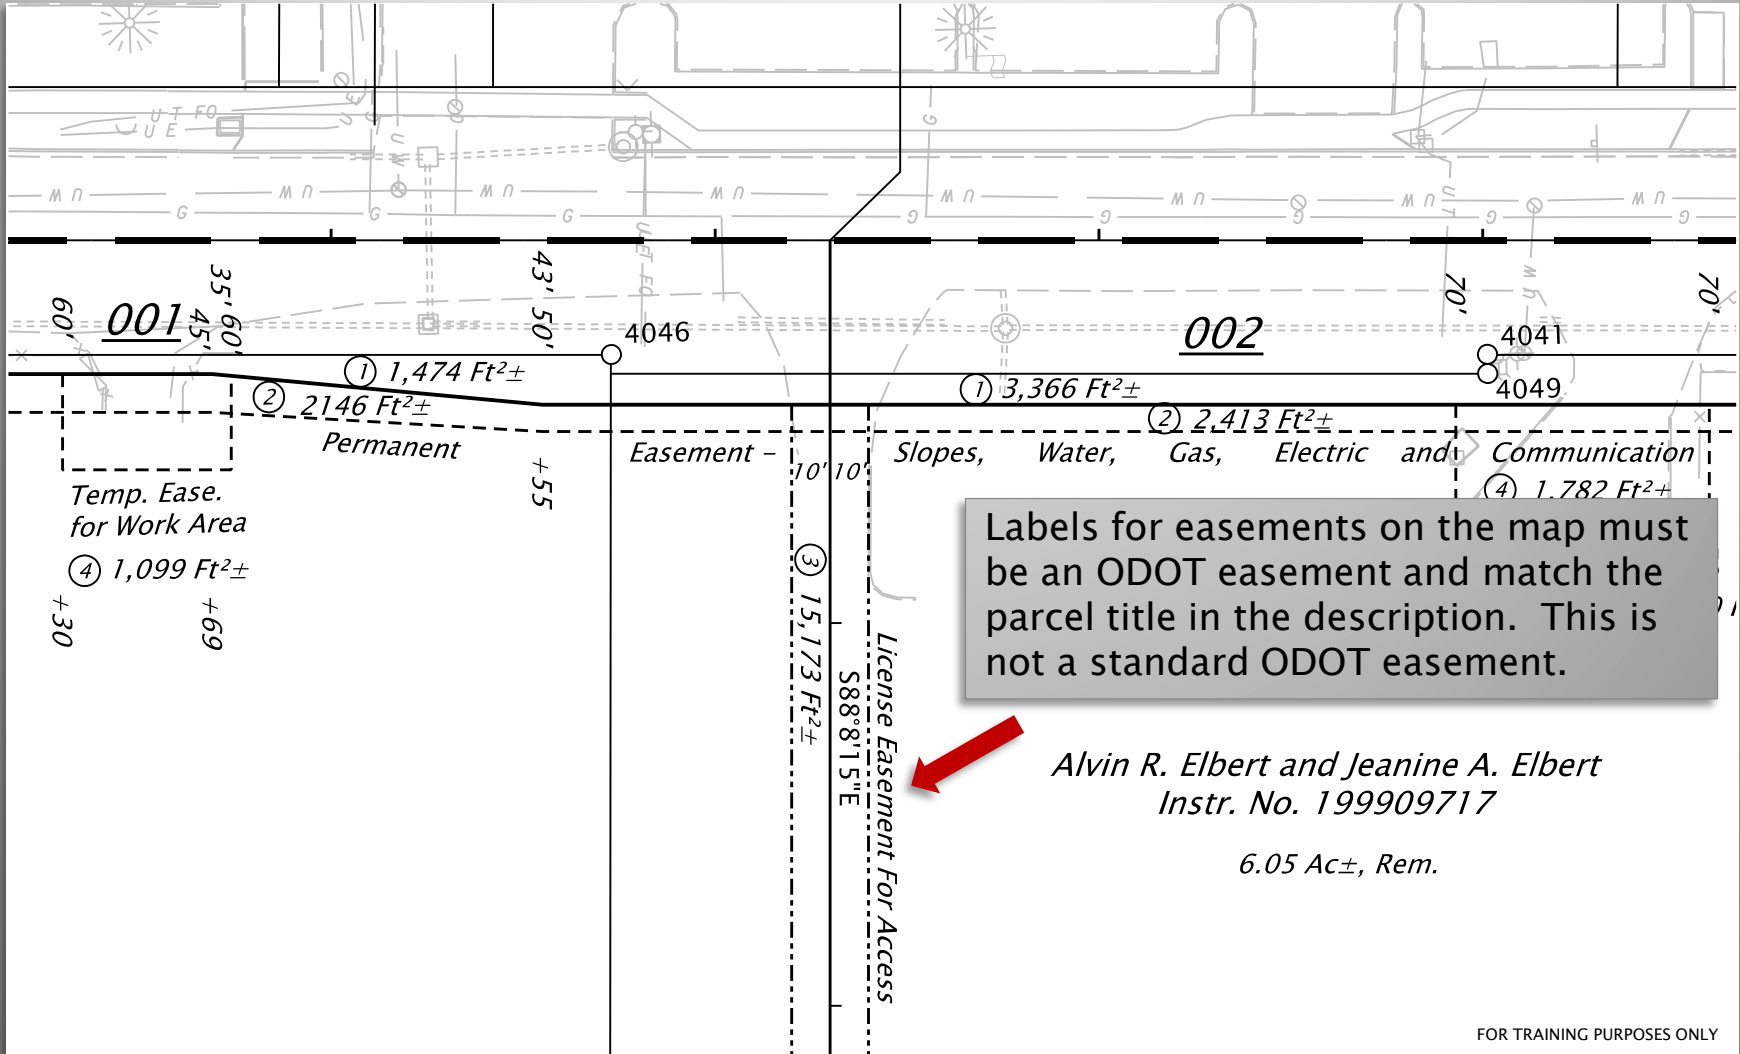 U T FO
U E
U E
G
U W
G
U W
U W
U W
U W
U W
U W
U W
G
G
G
G
G
G
G
U T
U E T FO
W
60'
001
45'
35' 60'
43' 50'
4046
002
70'
4041
70'
4049
1 1,474 Ft²±
1 3,366 Ft²±
2 2146 Ft²±
2 2,413 Ft²±
Permanent Easement – Slopes, Water, Gas, Electric and Communication
10' 10'
4 1,782 Ft²±
Temp. Ease.
for Work Area
4 1,099 Ft²±
+30
+69
+55
3 15,173 Ft²±
S88°8'15"E
License Easement For Access
Labels for easements on the map must
be an ODOT easement and match the
parcel title in the description. This is
not a standard ODOT easement.
Alvin R. Elbert and Jeanine A. Elbert
Instr. No. 199909717
6.05 Ac±, Rem.
FOR TRAINING PURPOSES ONLY